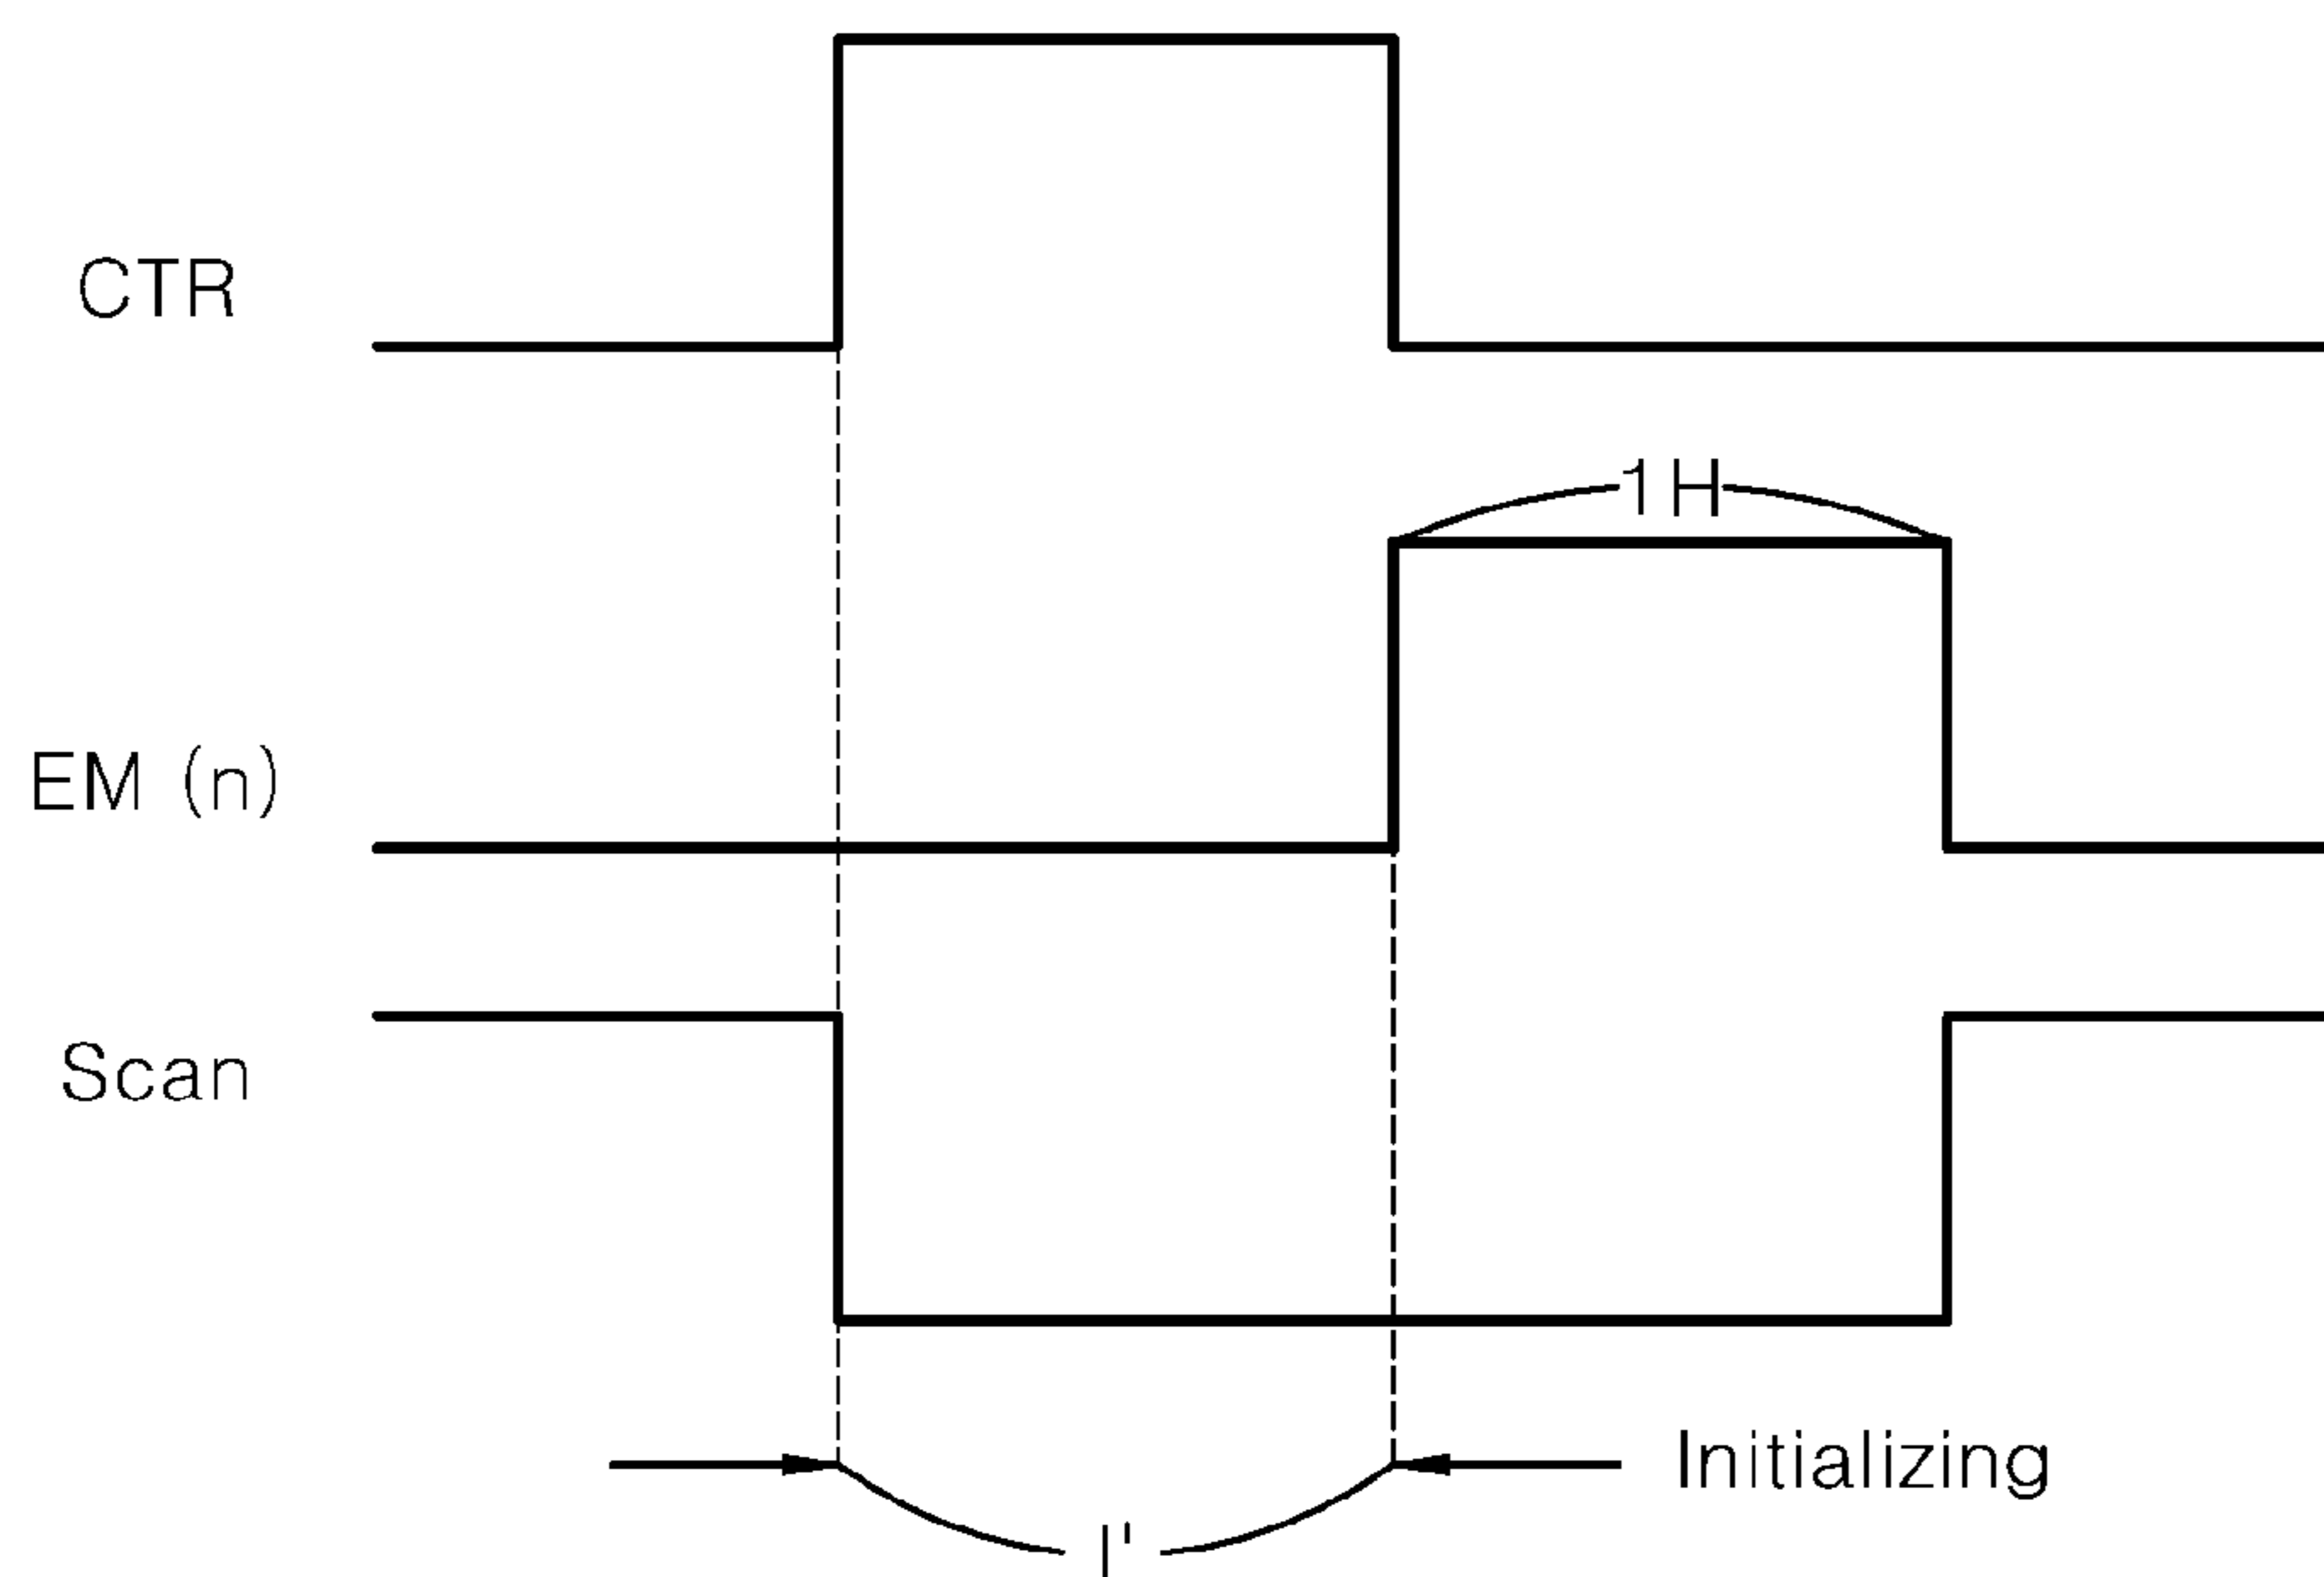 CTR
1H
EM (n)
Scan
Initializing
I'